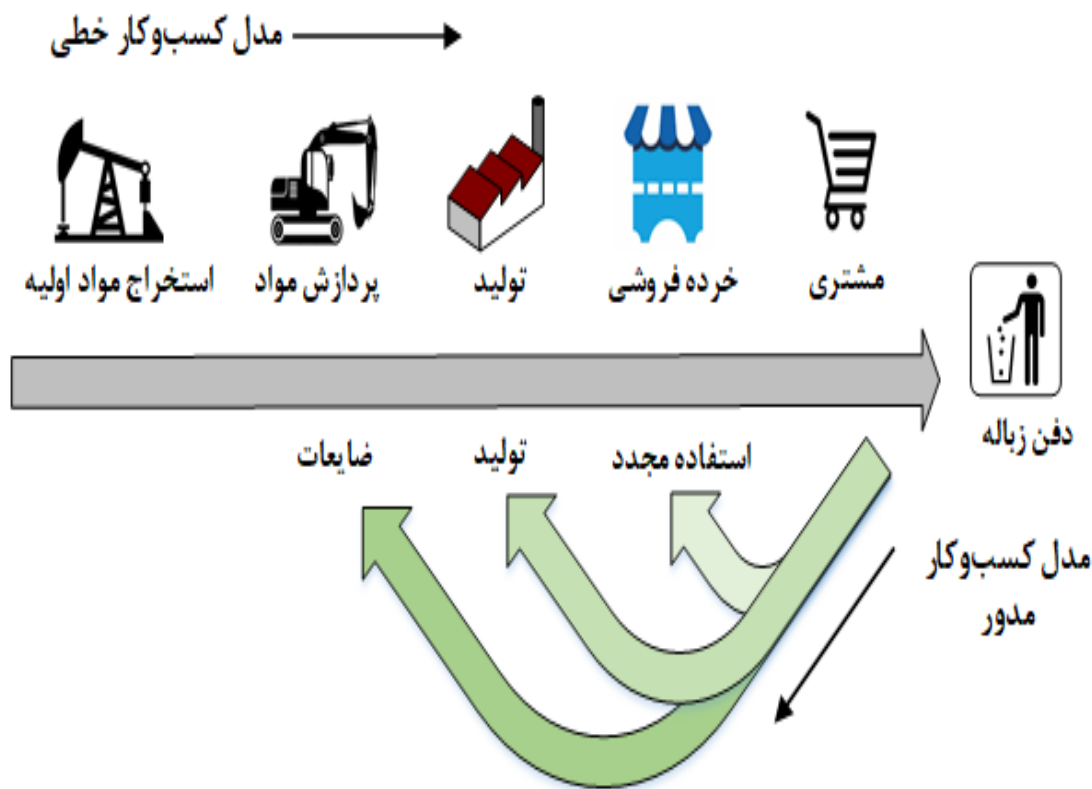 مدل کسب‌وکار خطی
استخراج مواد اولیه
پردازش مواد
تولید
خرده فروشی
مشتری
دفن زباله
ضایعات
تولید
استفاده مجدد
مدل کسب‌وکار
مدور